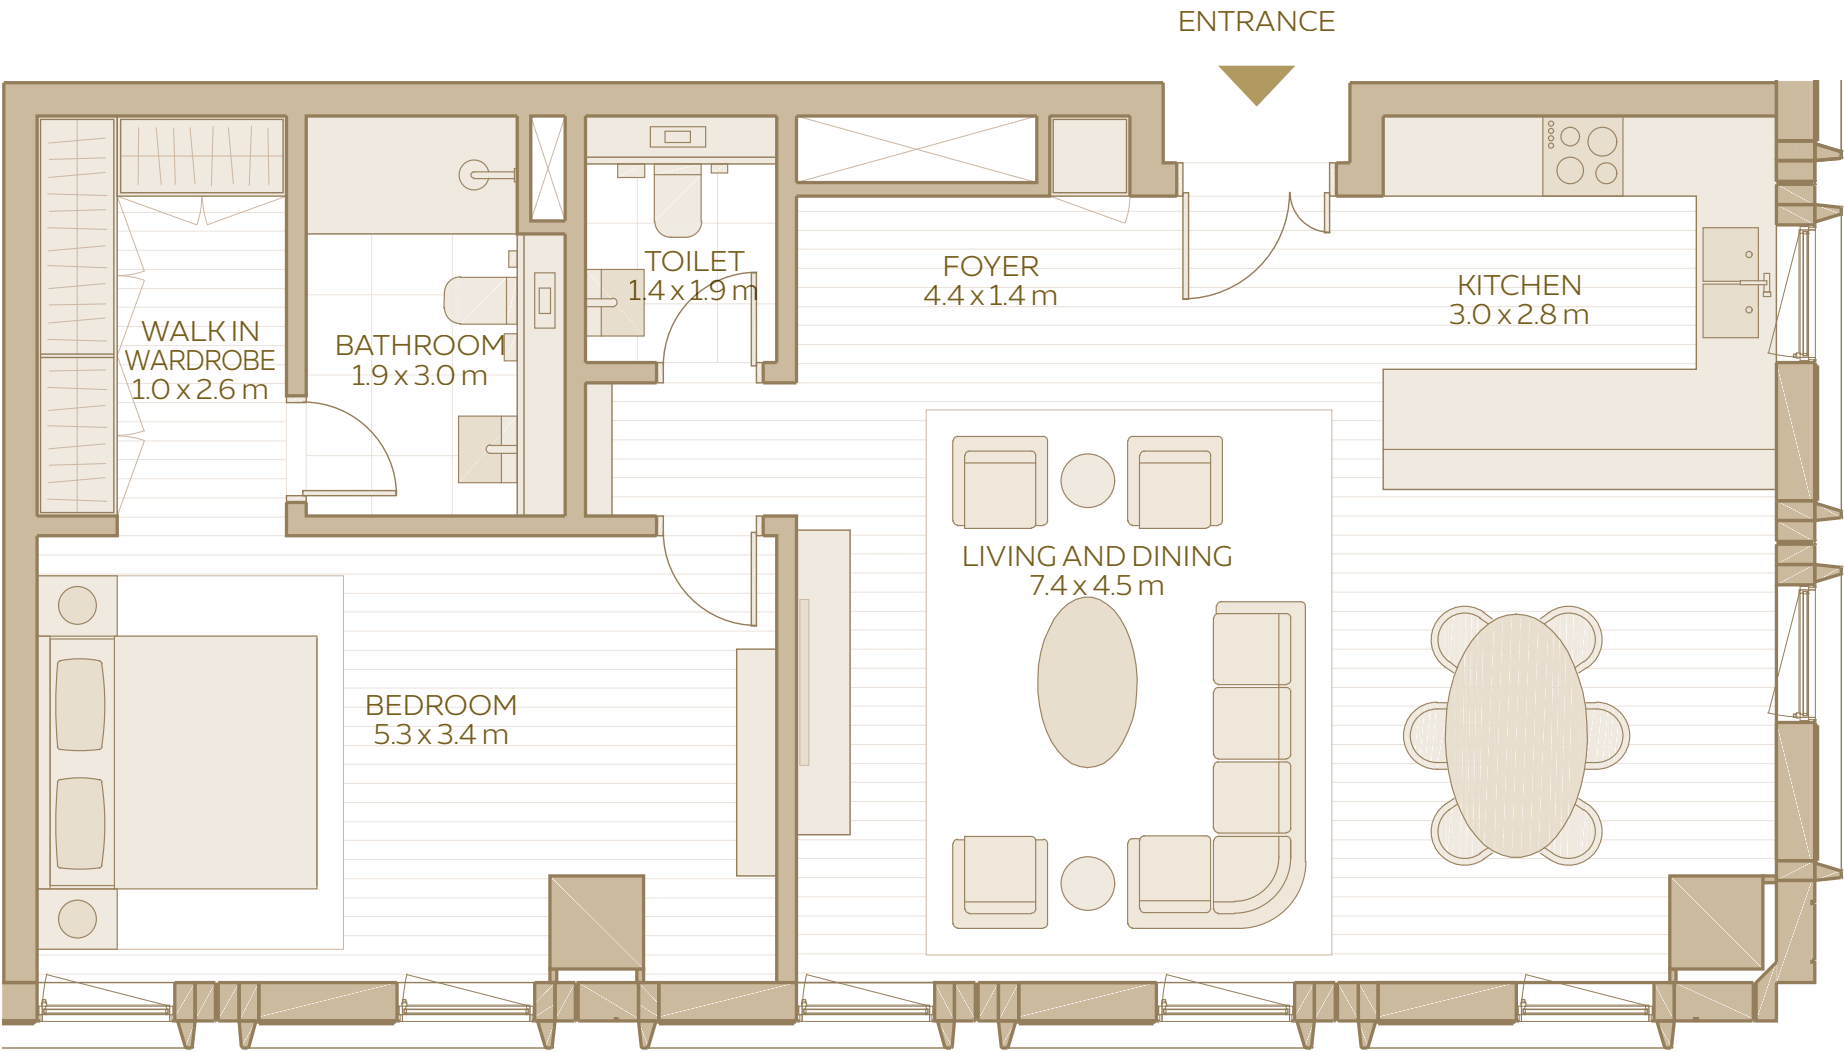 ENTRANCE
TOILET
1.4 x 1.9 m
FOYER
4.4 x 1.4 m
KITCHEN
3.0 x 2.8 m
WALK IN
WARDROBE
1.0 x 2.6 m
BATHROOM
1.9 x 3.0 m
LIVING AND DINING
7.4 x 4.5 m
BEDROOM
5.3 x 3.4 m